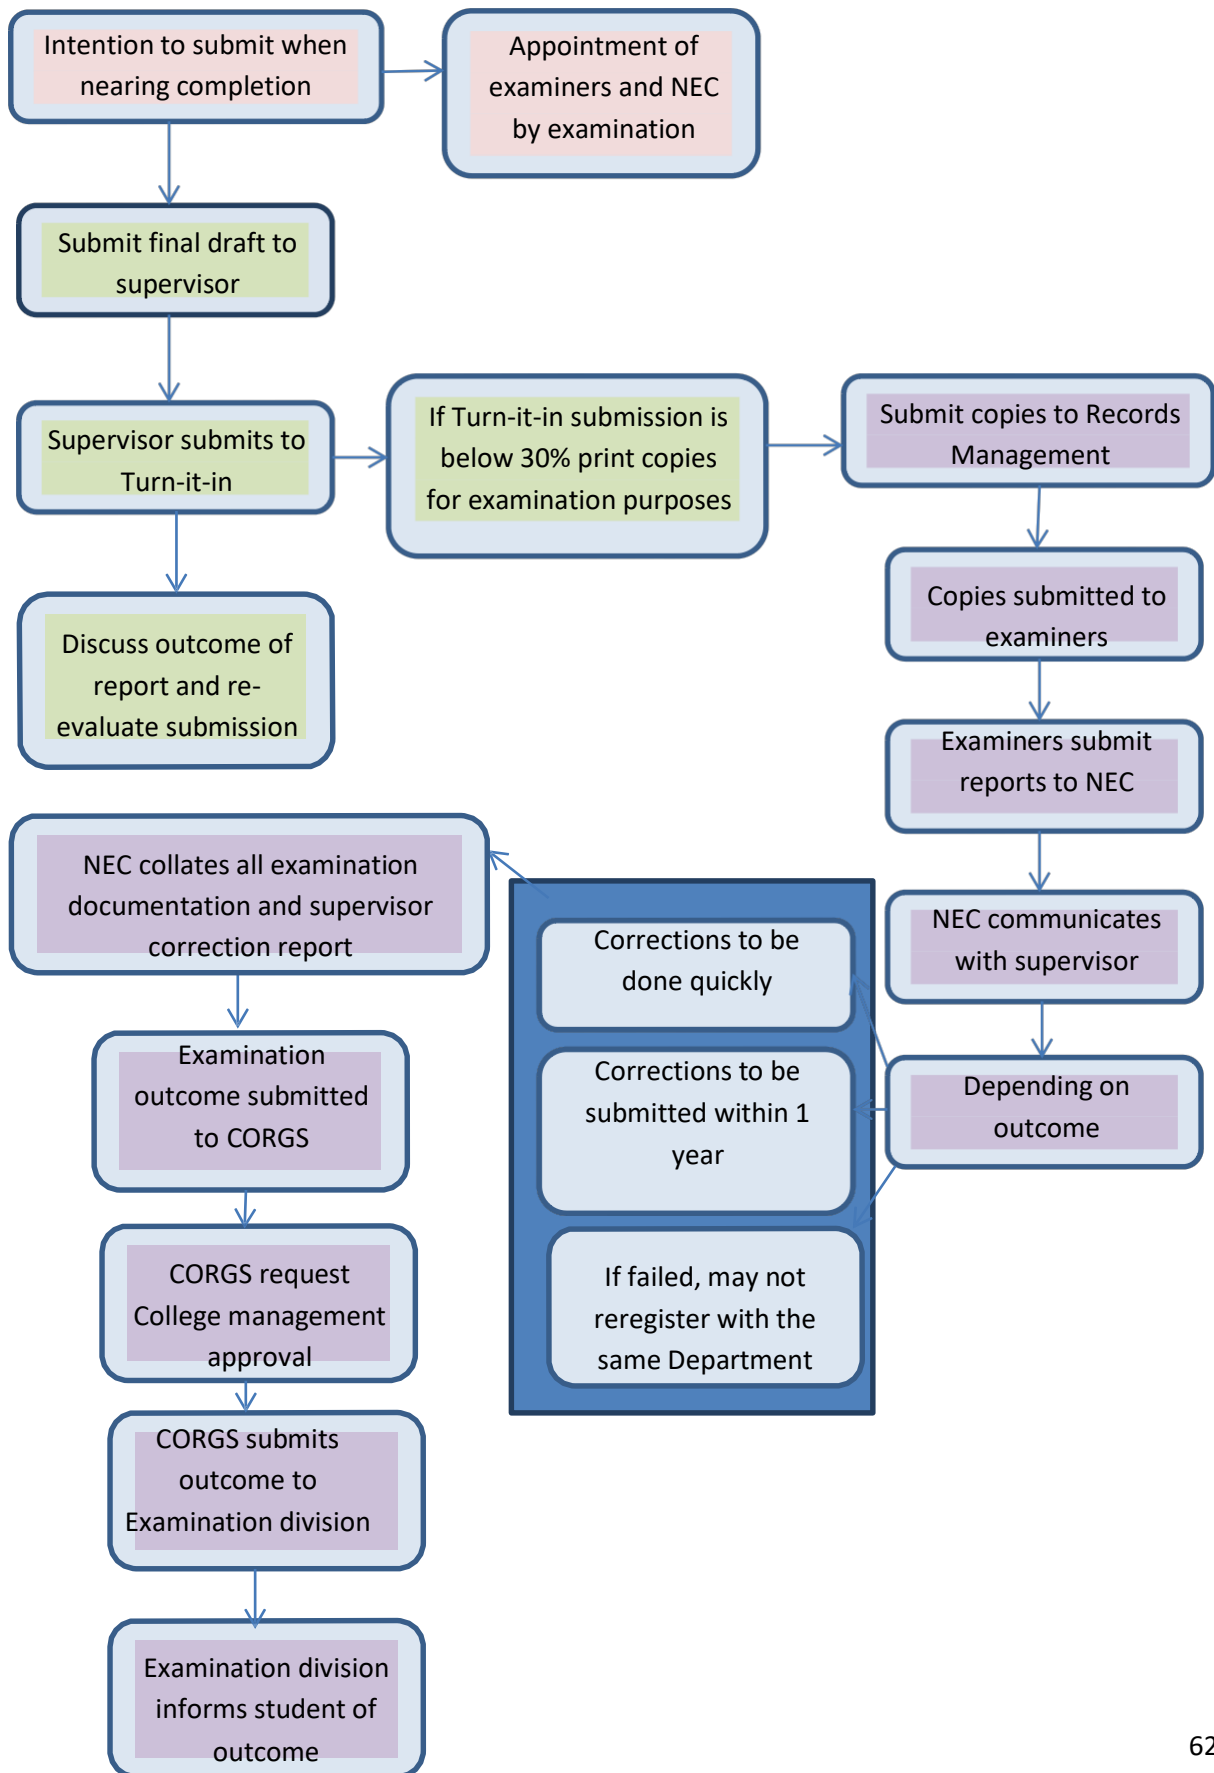 Intention to submit when
nearing completion
Appointment of
examiners and NEC
by examination
Submit final draft to
supervisor
Supervisor submits to
Turn-it-in
If Turn-it-in submission is
below 30% print copies
for examination purposes
Submit copies to Records
Management
Discuss outcome of
report and re-
evaluate submission
Copies submitted to
examiners
Examiners submit
reports to NEC
NEC communicates
with supervisor
Depending on
outcome
Corrections to be
done quickly
Corrections to be
submitted within 1
year
If failed, may not
reregister with the
same Department
NEC collates all examination
documentation and supervisor
correction report
Examination
outcome submitted
to CORGS
CORGS request
College management
approval
CORGS submits
outcome to
Examination division
Examination division
informs student of
outcome
62